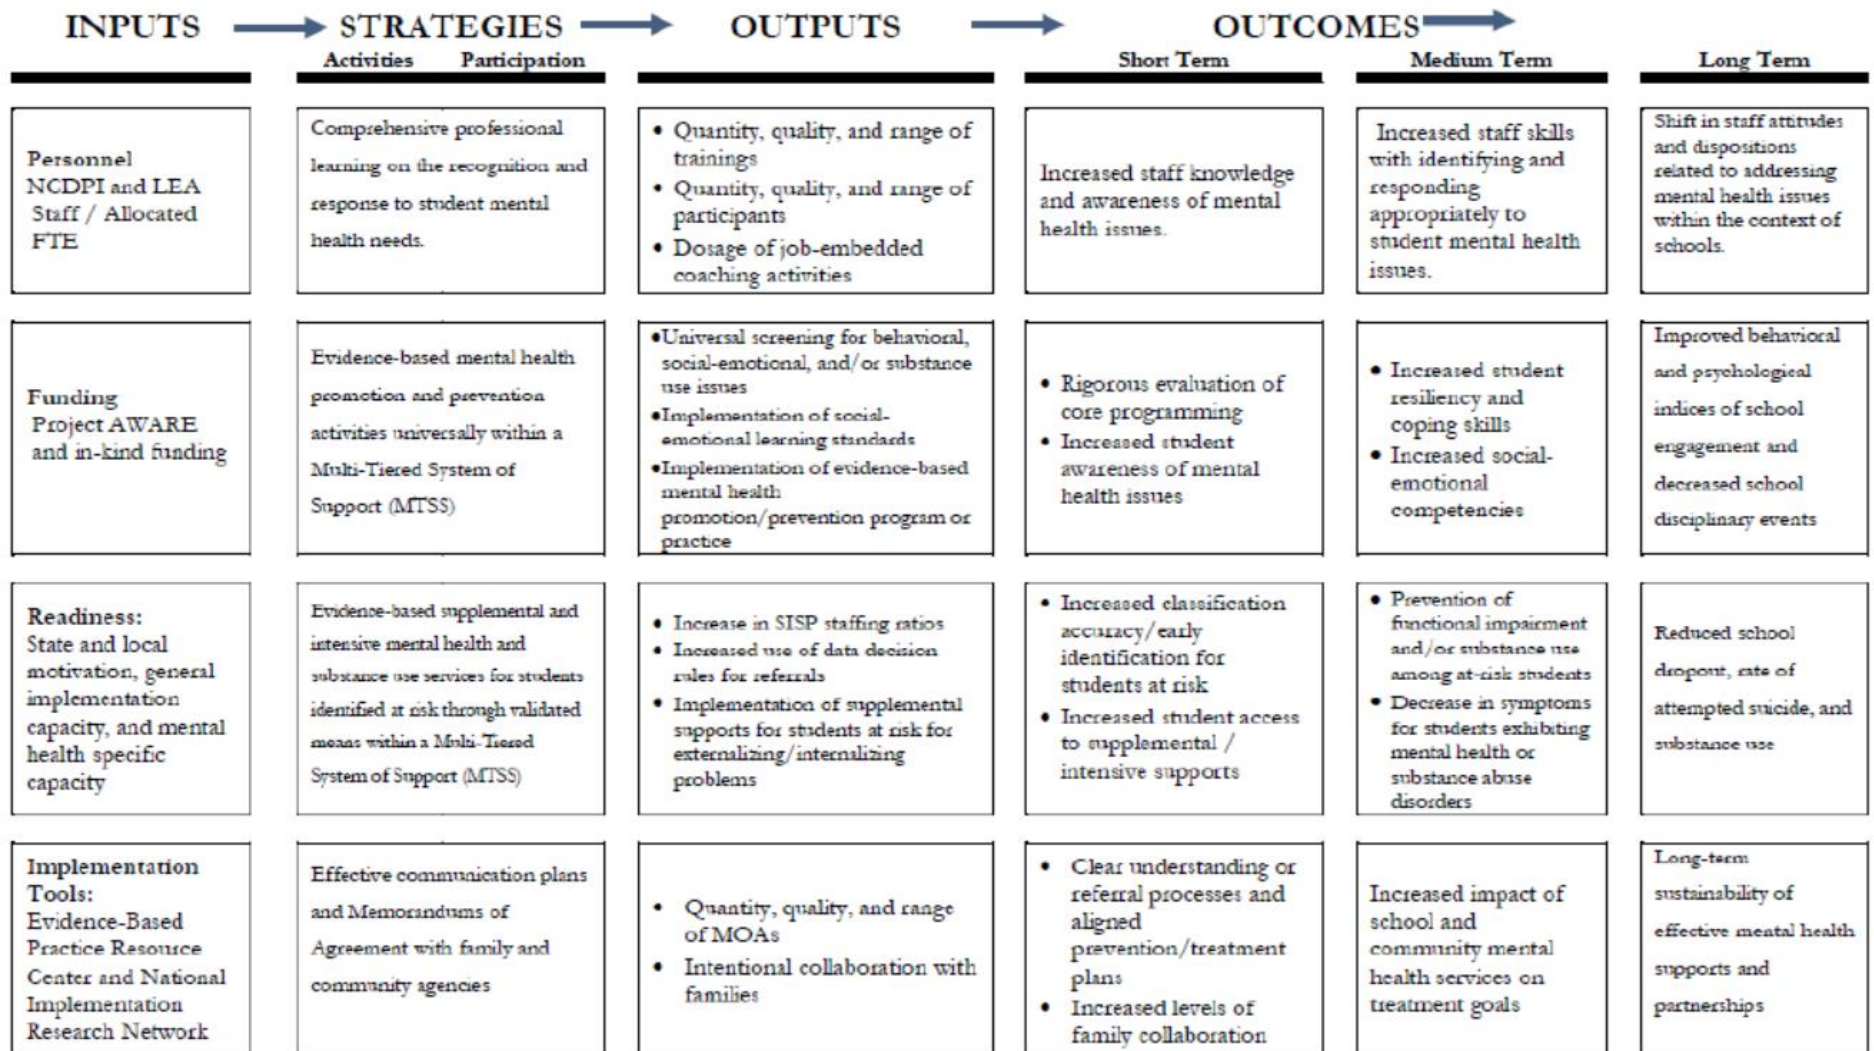 INPUTS
STRATEGIES
OUTPUTS
OUTCOMES
Activities
Participation
Short Term
Medium Term
Long Term
Personnel
NCDPI and LEA
Staff / Allocated
FTE
Comprehensive professional
learning on the recognition and
response to student mental
health needs.
• Quantity, quality, and range of
trainings
• Quantity, quality, and range of
participants
• Dosage of job-embedded
coaching activities
Increased staff knowledge
and awareness of mental
health issues.
Increased staff skills
with identifying and
responding
appropriately to
student mental health
issues.
Shift in staff attitudes
and dispositions
related to addressing
mental health issues
within the context of
schools.
Funding
Project AWARE
and in-kind funding
Evidence-based mental health
promotion and prevention
activities universally within a
Multi-Tiered System of
Support (MTSS)
•Universal screening for behavioral,
social-emotional, and/or substance
use issues
•Implementation of social-
emotional learning standards
•Implementation of evidence-based
mental health
promotion/prevention program or
practice
• Rigorous evaluation of
core programming
• Increased student
awareness of mental
health issues
• Increased student
resiliency and
coping skills
• Increased social-
emotional
competencies
Improved behavioral
and psychological
indices of school
engagement and
decreased school
disciplinary events
Readiness:
State and local
motivation, general
implementation
capacity, and mental
health specific
capacity
Evidence-based supplemental and
intensive mental health and
substance use services for students
identified at risk through validated
means within a Multi-Tiered
System of Support (MTSS)
• Increase in SISP staffing ratios
• Increased use of data decision
rules for referrals
• Implementation of supplemental
supports for students at risk for
externalizing/internalizing
problems
• Increased classification
accuracy/early
identification for
students at risk
• Increased student access
to supplemental /
intensive supports
• Prevention of
functional impairment
and/or substance use
among at-risk students
• Decrease in symptoms
for students exhibiting
mental health or
substance abuse
disorders
Reduced school
dropout, rate of
attempted suicide, and
substance use
Implementation
Tools:
Evidence-Based
Practice Resource
Center and National
Implementation
Research Network
Effective communication plans
and Memorandums of
Agreement with family and
community agencies
• Quantity, quality, and range
of MOAs
• Intentional collaboration with
families
• Clear understanding or
referral processes and
aligned
prevention/treatment
plans
• Increased levels of
family collaboration
Increased impact of
school and
community mental
health services on
treatment goals
Long-term
sustainability of
effective mental health
supports and
partnerships